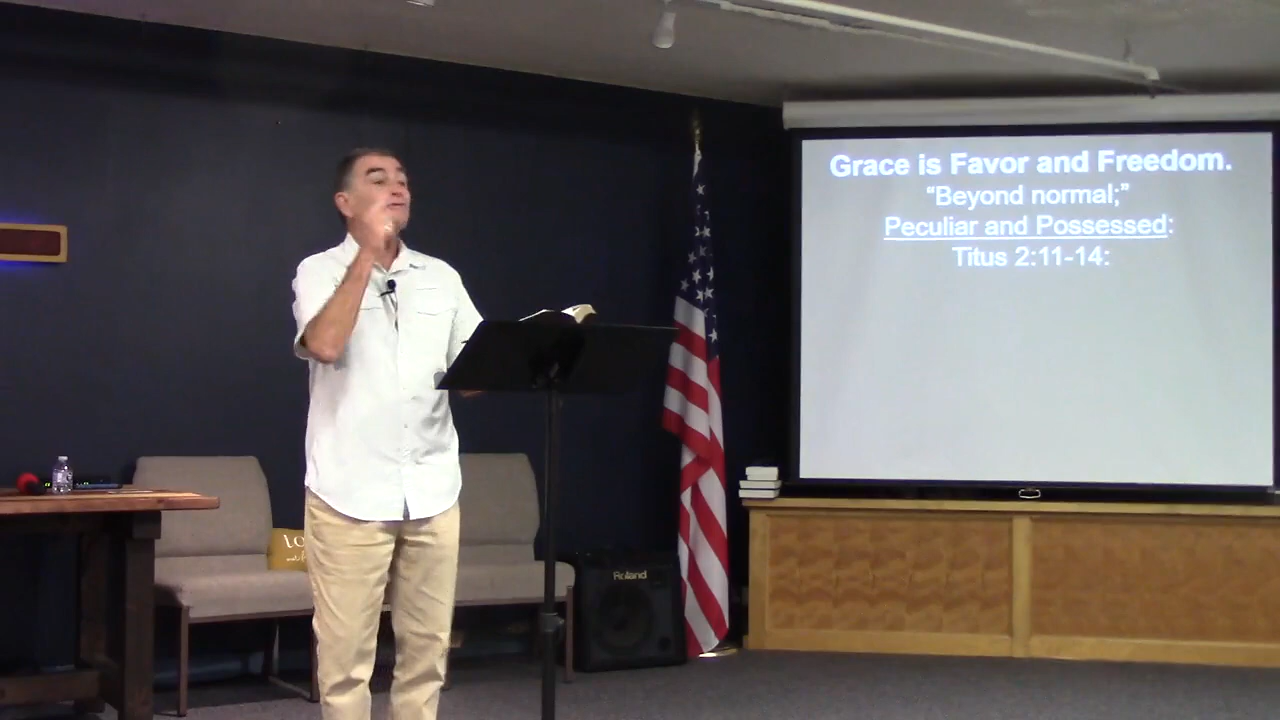 Grace is Favor and Freedom.
“Beyond normal;”
Peculiar and Possessed:
Titus 2:11-14:
Roland